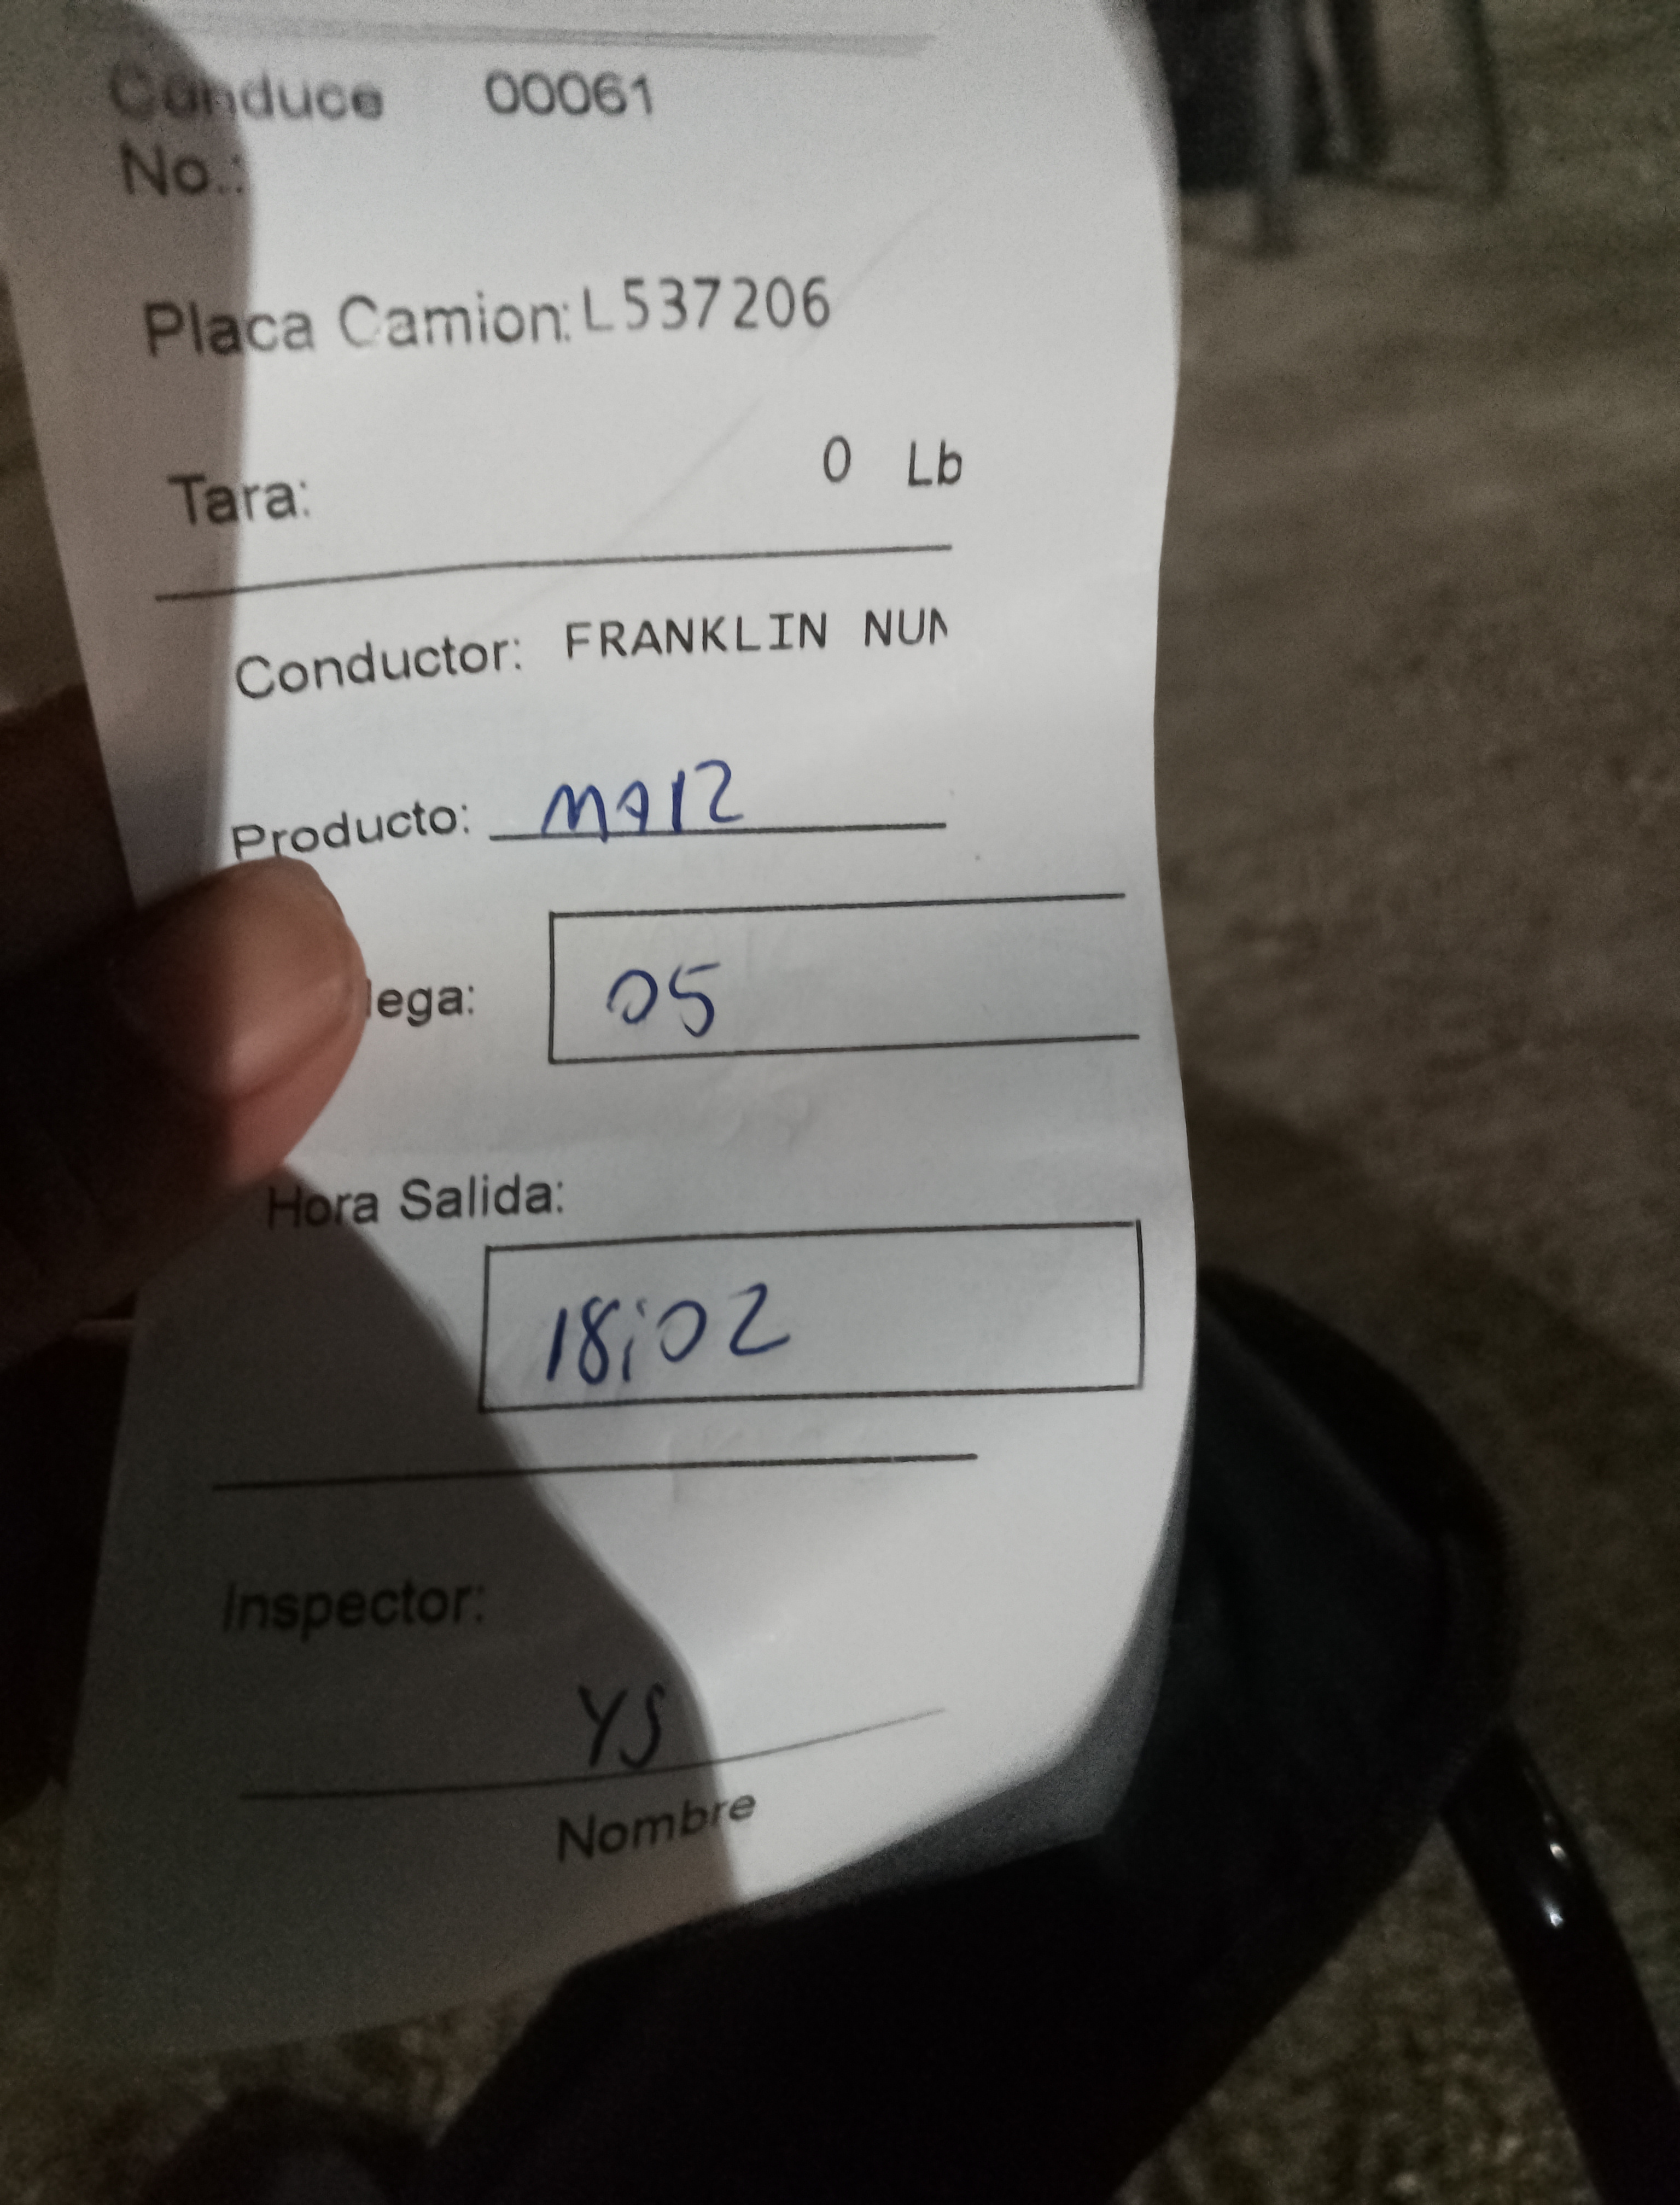 Conduce 00061
No.:
Placa Camion: L537206
Tara: 0 Lb
Conductor: FRANKLIN NUN
Producto: MAIZ
ega: 05
Hora Salida:
18:02
Inspector:
YS
Nombre